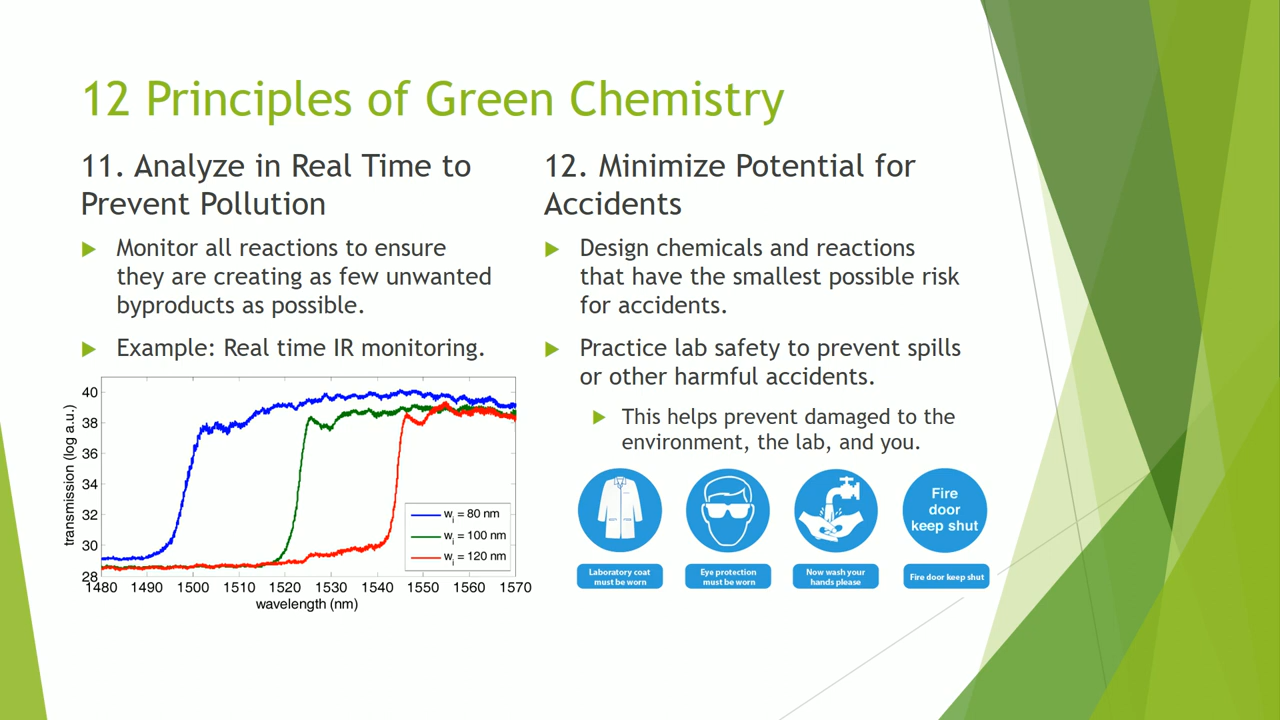 12 Principles of Green Chemistry
11. Analyze in Real Time to
Prevent Pollution
Monitor all reactions to ensure
they are creating as few unwanted
byproducts as possible.
Example: Real time IR monitoring.
transmission (log a.u.)
40
38
36
34
32
30
28
1480 1490 1500 1510 1520 1530 1540 1550 1560 1570
wavelength (nm)
wi = 80 nm
wi = 100 nm
wi = 120 nm
12. Minimize Potential for
Accidents
Design chemicals and reactions
that have the smallest possible risk
for accidents.
Practice lab safety to prevent spills
or other harmful accidents.
This helps prevent damaged to the
environment, the lab, and you.
Fire
door
keep shut
Laboratory coat
must be worn
Eye protection
must be worn
Now wash your
hands please
Fire door keep shut